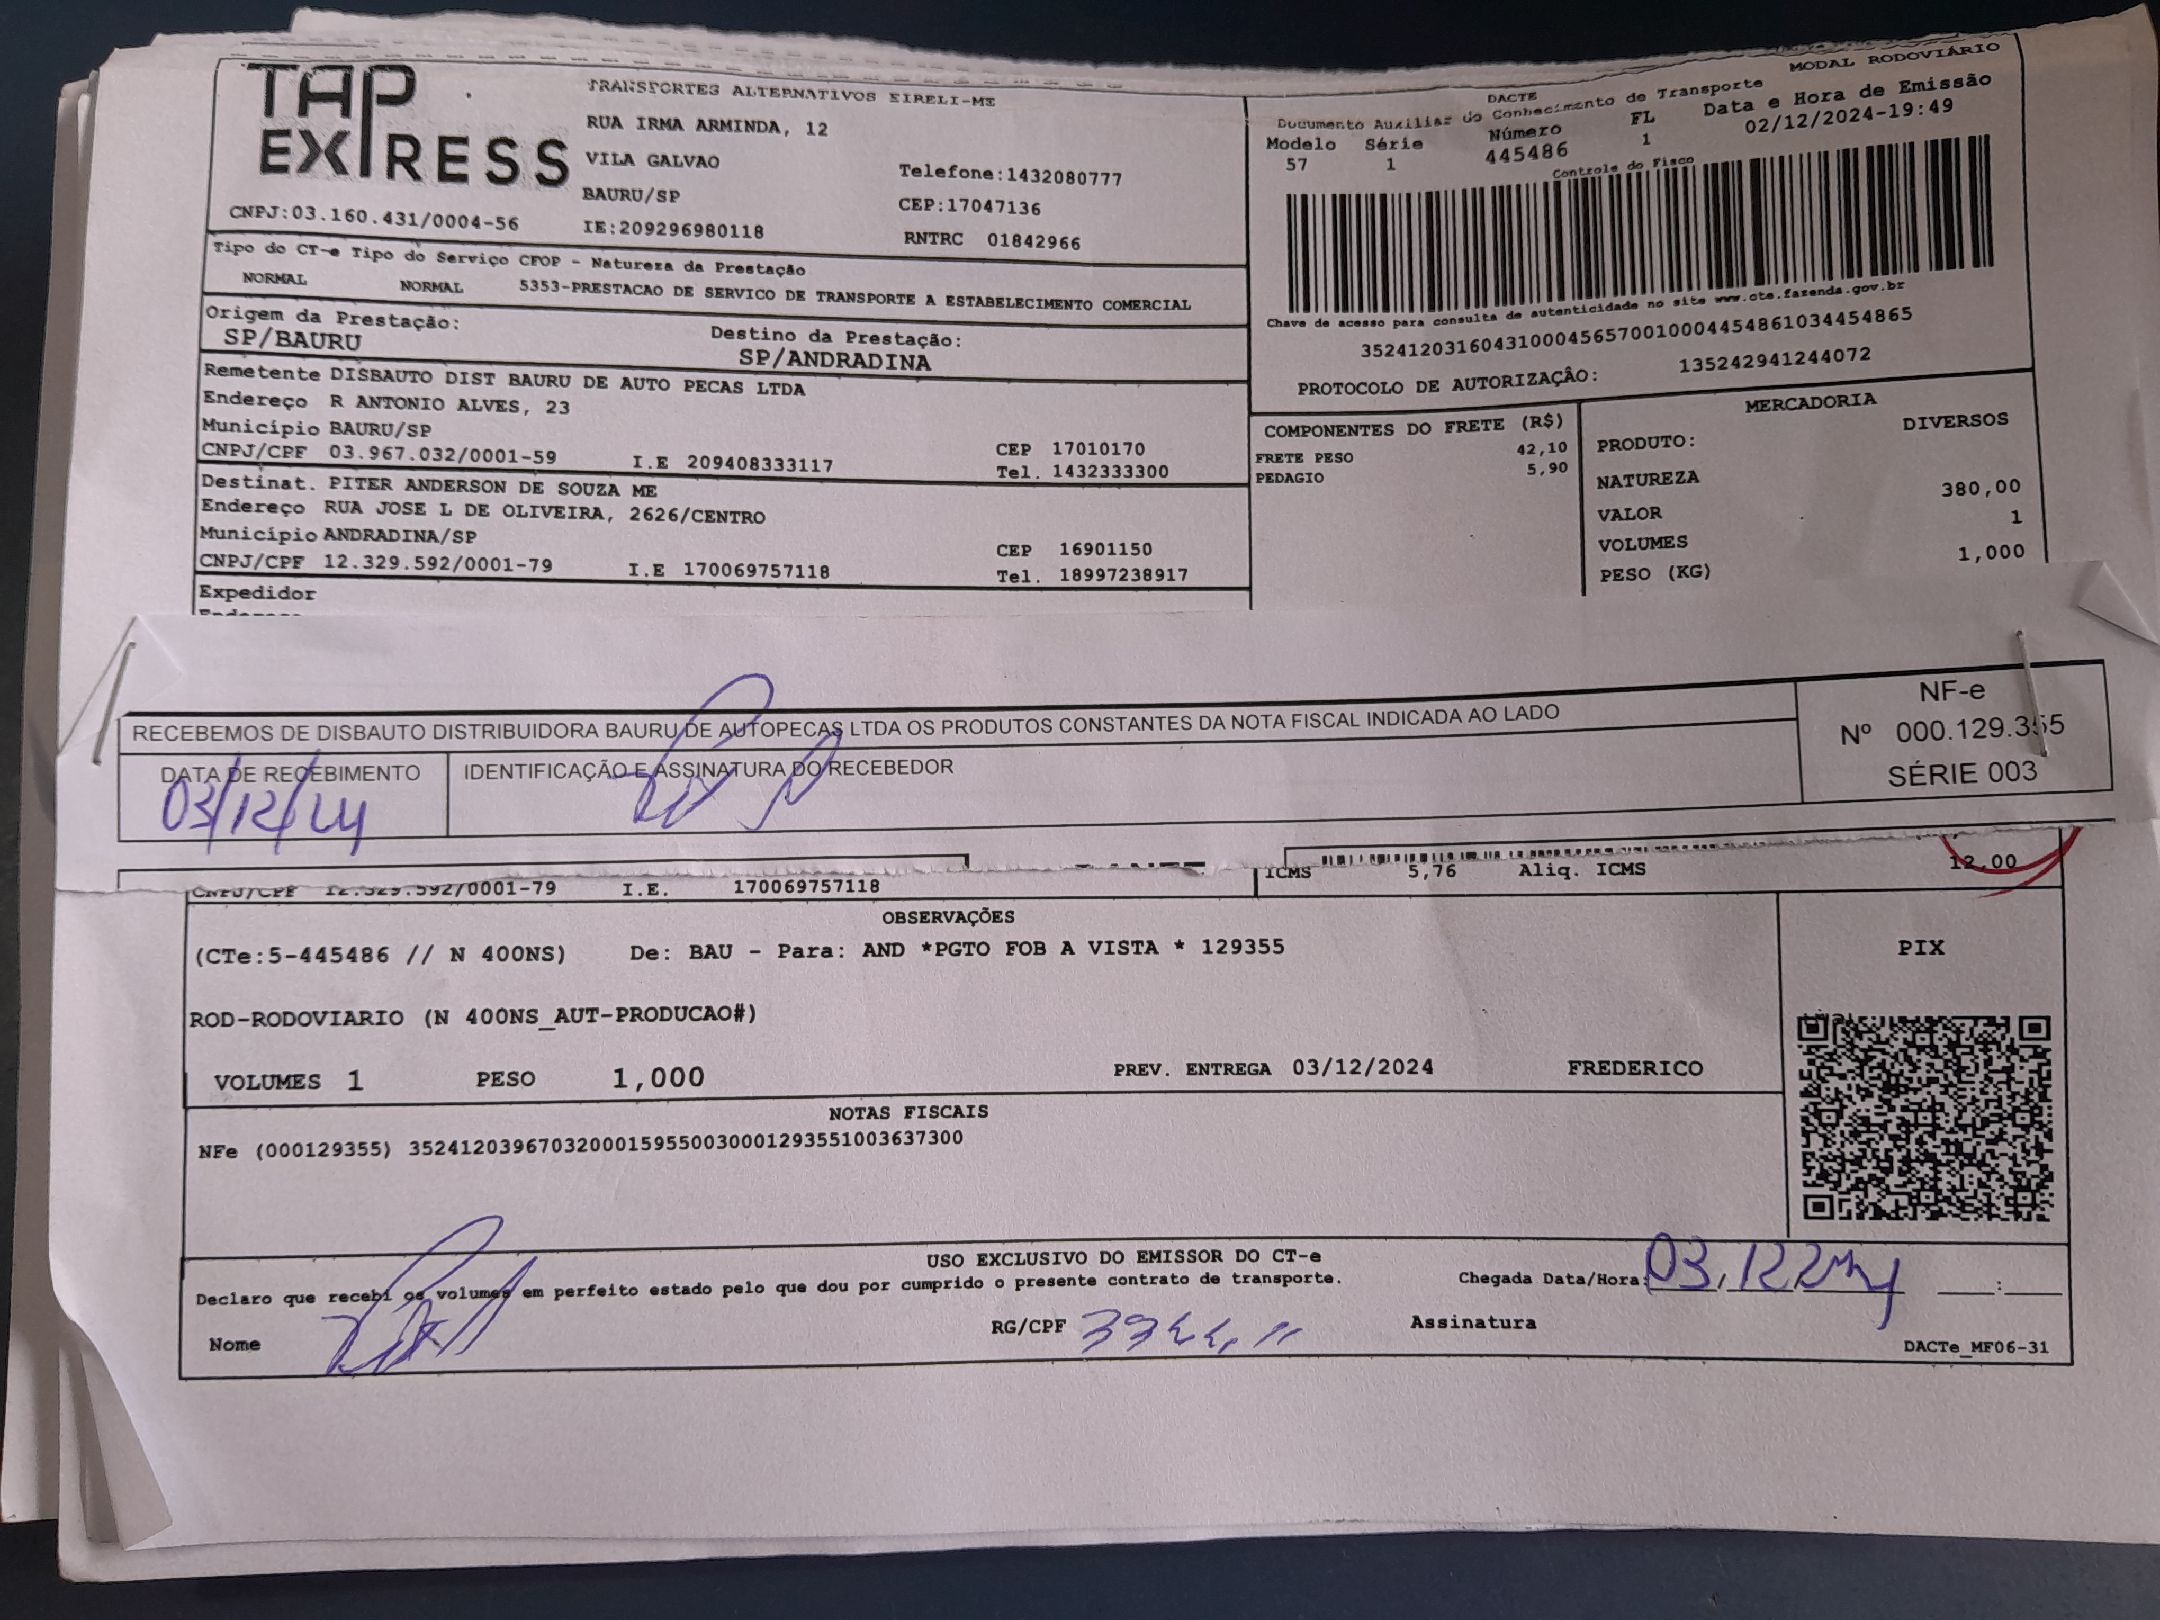 TAP EXPRESS
TRANSPORTES ALTERNATIVOS EIRELI-ME
RUA IRMA ARMINDA, 12
VILA GALVAO
Telefone:1432080777
BAURU/SP
CEP:17047136
CNPJ:03.160.431/0004-56
IE:209296980118
RNTRC 01842966
MODAL RODOVIÁRIO
DACTE
Documento Auxiliar do Conhecimento de Transporte
Modelo Série Número FL Data e Hora de Emissão
57 1 445486 1 02/12/2024-19:49
Controle do Fisco
Chave de acesso para consulta de autenticidade no site www.cte.fazenda.gov.br
35241203160431000456570010004454861034454865
PROTOCOLO DE AUTORIZAÇÃO: 135242941244072
Tipo do CT-e Tipo do Serviço CFOP - Natureza da Prestação
NORMAL NORMAL 5353-PRESTACAO DE SERVICO DE TRANSPORTE A ESTABELECIMENTO COMERCIAL
Origem da Prestação: Destino da Prestação:
SP/BAURU SP/ANDRADINA
Remetente DISBAUTO DIST BAURU DE AUTO PECAS LTDA
Endereço R ANTONIO ALVES, 23
Município BAURU/SP CEP 17010170
CNPJ/CPF 03.967.032/0001-59 I.E 209408333117 Tel. 1432333300
Destinat. PITER ANDERSON DE SOUZA ME
Endereço RUA JOSE L DE OLIVEIRA, 2626/CENTRO
Município ANDRADINA/SP CEP 16901150
CNPJ/CPF 12.329.592/0001-79 I.E 170069757118 Tel. 18997238917
Expedidor
COMPONENTES DO FRETE (R$)
FRETE PESO 42,10
PEDAGIO 5,90
MERCADORIA
PRODUTO: DIVERSOS
NATUREZA
VALOR 380,00
VOLUMES 1
PESO (KG) 1,000
RECEBEMOS DE DISBAUTO DISTRIBUIDORA BAURU DE AUTOPECAS LTDA OS PRODUTOS CONSTANTES DA NOTA FISCAL INDICADA AO LADO
NF-e
Nº 000.129.355
SÉRIE 003
DATA DE RECEBIMENTO IDENTIFICAÇÃO E ASSINATURA DO RECEBEDOR
03/12/24
CNPJ/CPF 12.329.592/0001-79 I.E. 170069757118
ICMS 5,76 Aliq. ICMS 12,00
OBSERVAÇÕES
(CTe:5-445486 // N 400NS) De: BAU - Para: AND *PGTO FOB A VISTA * 129355
PIX
ROD-RODOVIARIO (N 400NS_AUT-PRODUCAO#)
VOLUMES 1 PESO 1,000 PREV. ENTREGA 03/12/2024 FREDERICO
NOTAS FISCAIS
NFe (000129355) 35241203967032000159550030001293551003637300
USO EXCLUSIVO DO EMISSOR DO CT-e
Declaro que recebi os volumes em perfeito estado pelo que dou por cumprido o presente contrato de transporte. Chegada Data/Hora:
Nome RG/CPF Assinatura
DACTe_MF06-31